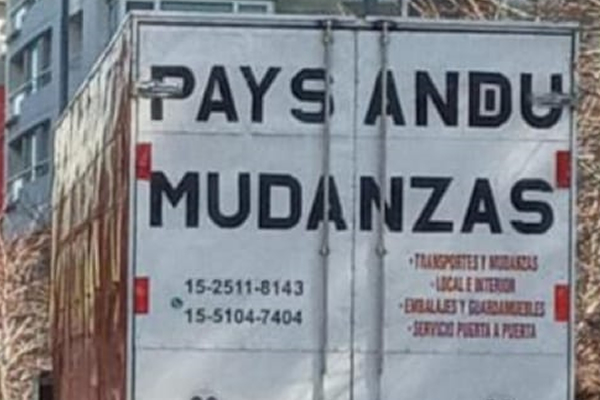 PAYS ANDU
MUDANZAS
15-2511-8143
15-5104-7404
·TRANSPORTES Y MUDANZAS
·LOCAL E INTERIOR
·EMBALAJES Y GUARDAMUEBLES
·SERVICIO PUERTA A PUERTA